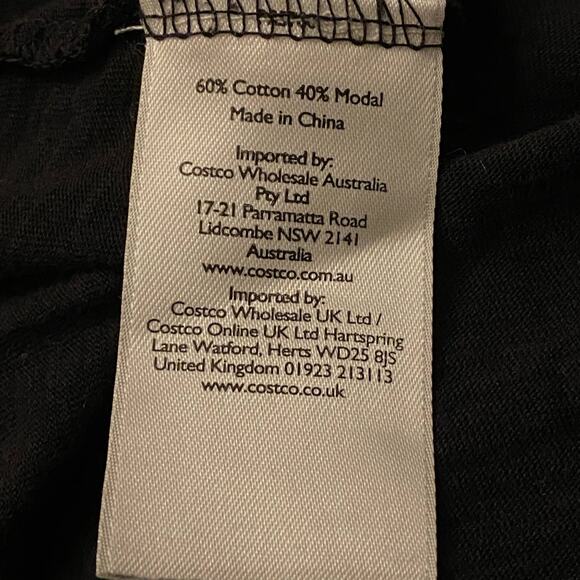 60% Cotton 40% Modal
Made in China
Imported by:
Costco Wholesale Australia
Pty Ltd
17-21 Parramatta Road
Lidcombe NSW 2141
Australia
www.costco.com.au
Imported by:
Costco Wholesale UK Ltd /
Costco Online UK Ltd Hartspring
Lane Watford, Herts WD25 8JS
United Kingdom 01923 213113
www.costco.co.uk